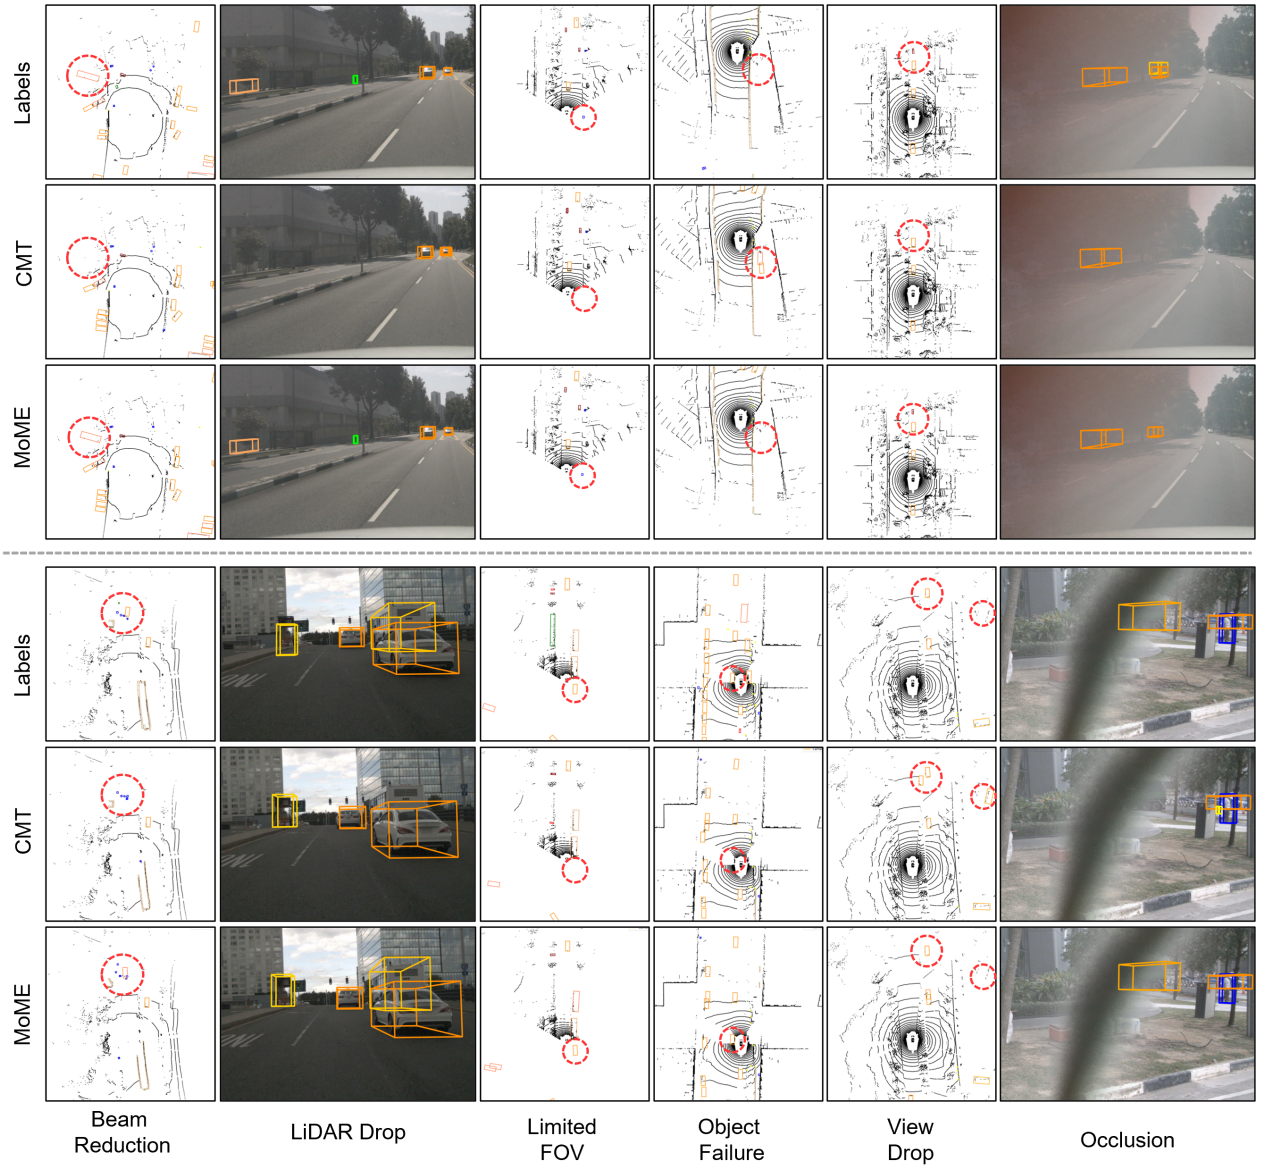 Labels
CMT
MoME
Labels
CMT
MoME
Beam
Reduction
LiDAR Drop
Limited
FOV
Object
Failure
View
Drop
Occlusion